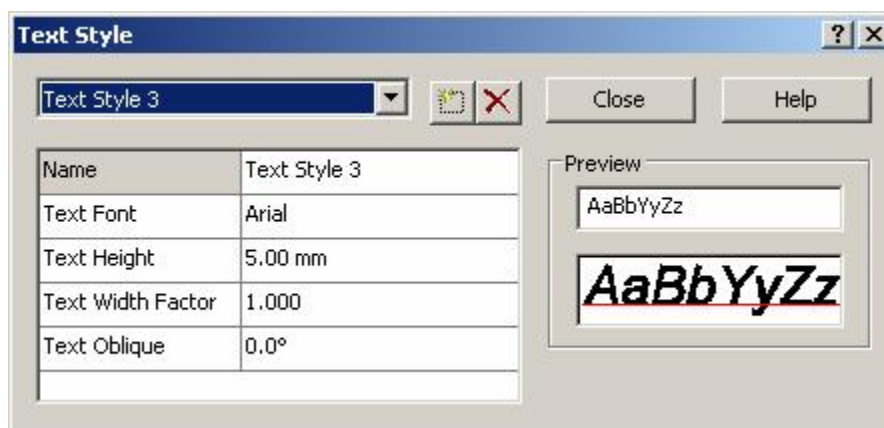 Text Style
Text Style 3
Close
Help
Name Text Style 3
Text Font Arial
Text Height 5.00 mm
Text Width Factor 1.000
Text Oblique 0.0°
Preview
AaBbYyZz
AaBbYyZz